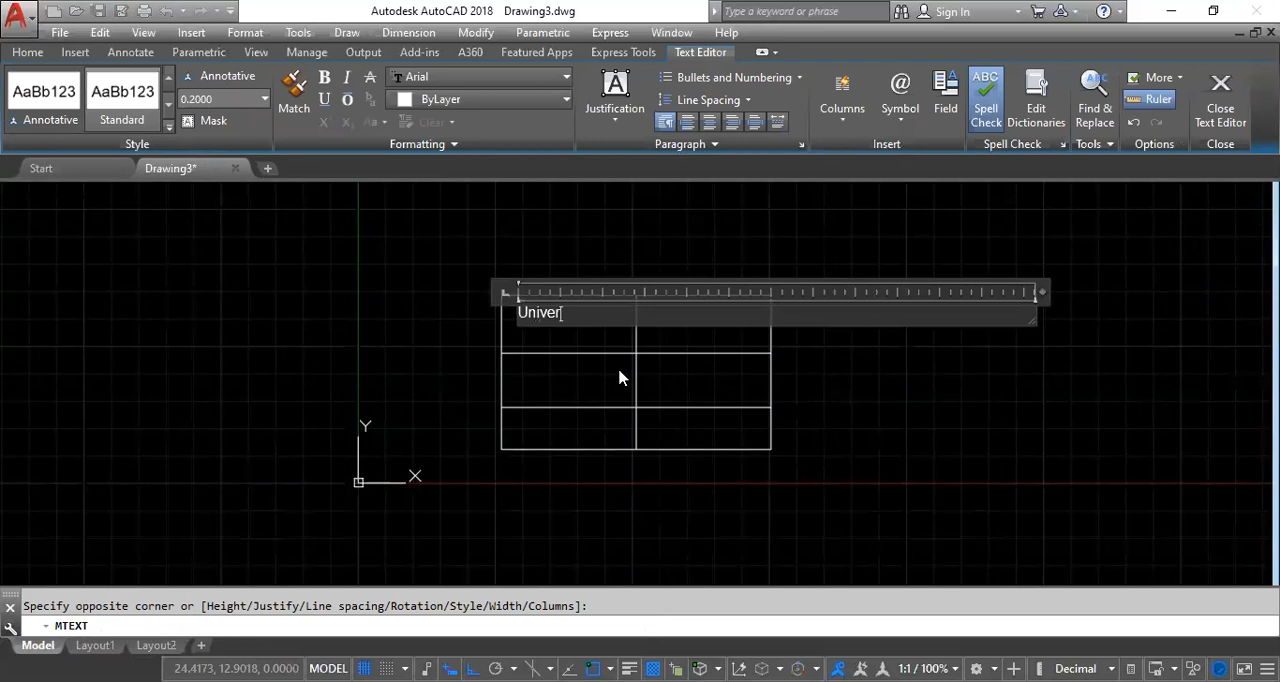 Autodesk AutoCAD 2018 Drawing3.dwg Type a keyword or phrase Sign In
File Edit View Insert Format Tools Draw Dimension Modify Parametric Express Window Help
Home Insert Annotate Parametric View Manage Output Add-ins A360 Featured Apps Express Tools Text Editor
AaBb123 AaBb123 Annotative Match B I A Arial A Bullets and Numbering ABC More
Annotative Standard 0.2000 U O ByLayer Justification Line Spacing Columns @ Symbol Field Spell Check Edit Dictionaries Find & Replace Ruler Close Text Editor
Mask Aa Clear
Style Formatting Paragraph Insert Spell Check Tools Options Close
Start Drawing3*
Univer
Y
X
Specify opposite corner or [Height/Justify/Line spacing/Rotation/Style/Width/Columns]:
MTEXT
Model Layout1 Layout2
24.4173, 12.9018, 0.0000 MODEL 1:1 / 100% Decimal